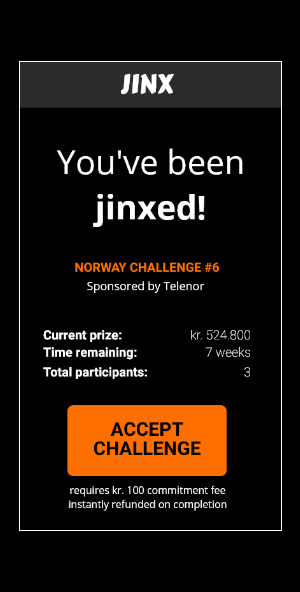 JINX
You've been
jinxed!
NORWAY CHALLENGE #6
Sponsored by Telenor
Current prize: kr. 524.800
Time remaining: 7 weeks
Total participants: 3
ACCEPT
CHALLENGE
requires kr. 100 commitment fee
instantly refunded on completion